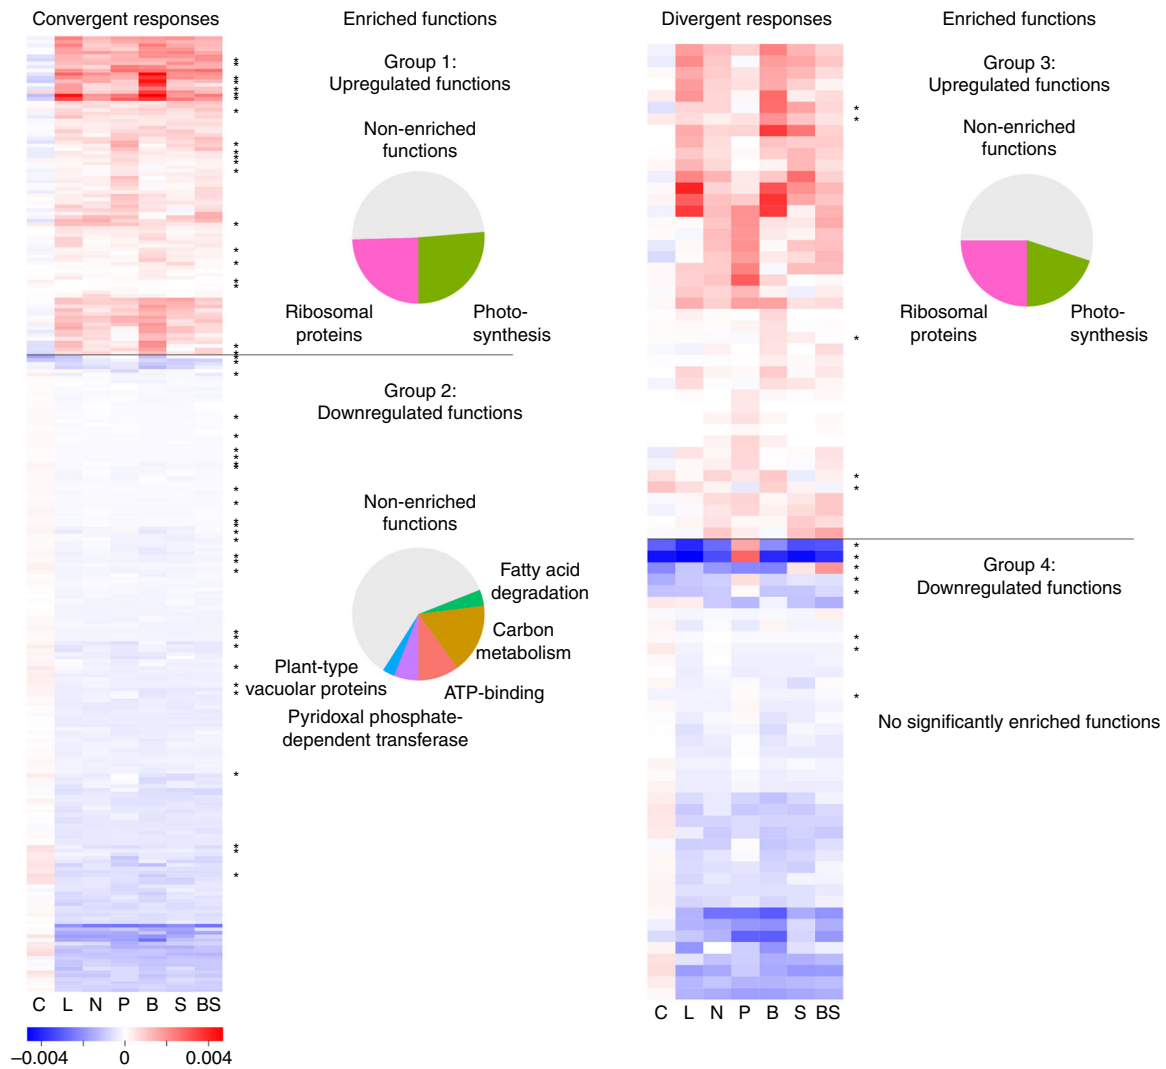 Convergent responses
Enriched functions
Group 1:
Upregulated functions
Non-enriched
functions
Ribosomal
proteins
Photo-
synthesis
Group 2:
Downregulated functions
Non-enriched
functions
Fatty acid
degradation
Carbon
metabolism
ATP-binding
Plant-type
vacuolar proteins
Pyridoxal phosphate-
dependent transferase
C L N P B S BS
–0.004 0 0.004
Divergent responses
Enriched functions
Group 3:
Upregulated functions
Non-enriched
functions
Ribosomal
proteins
Photo-
synthesis
Group 4:
Downregulated functions
No significantly enriched functions
C L N P B S BS